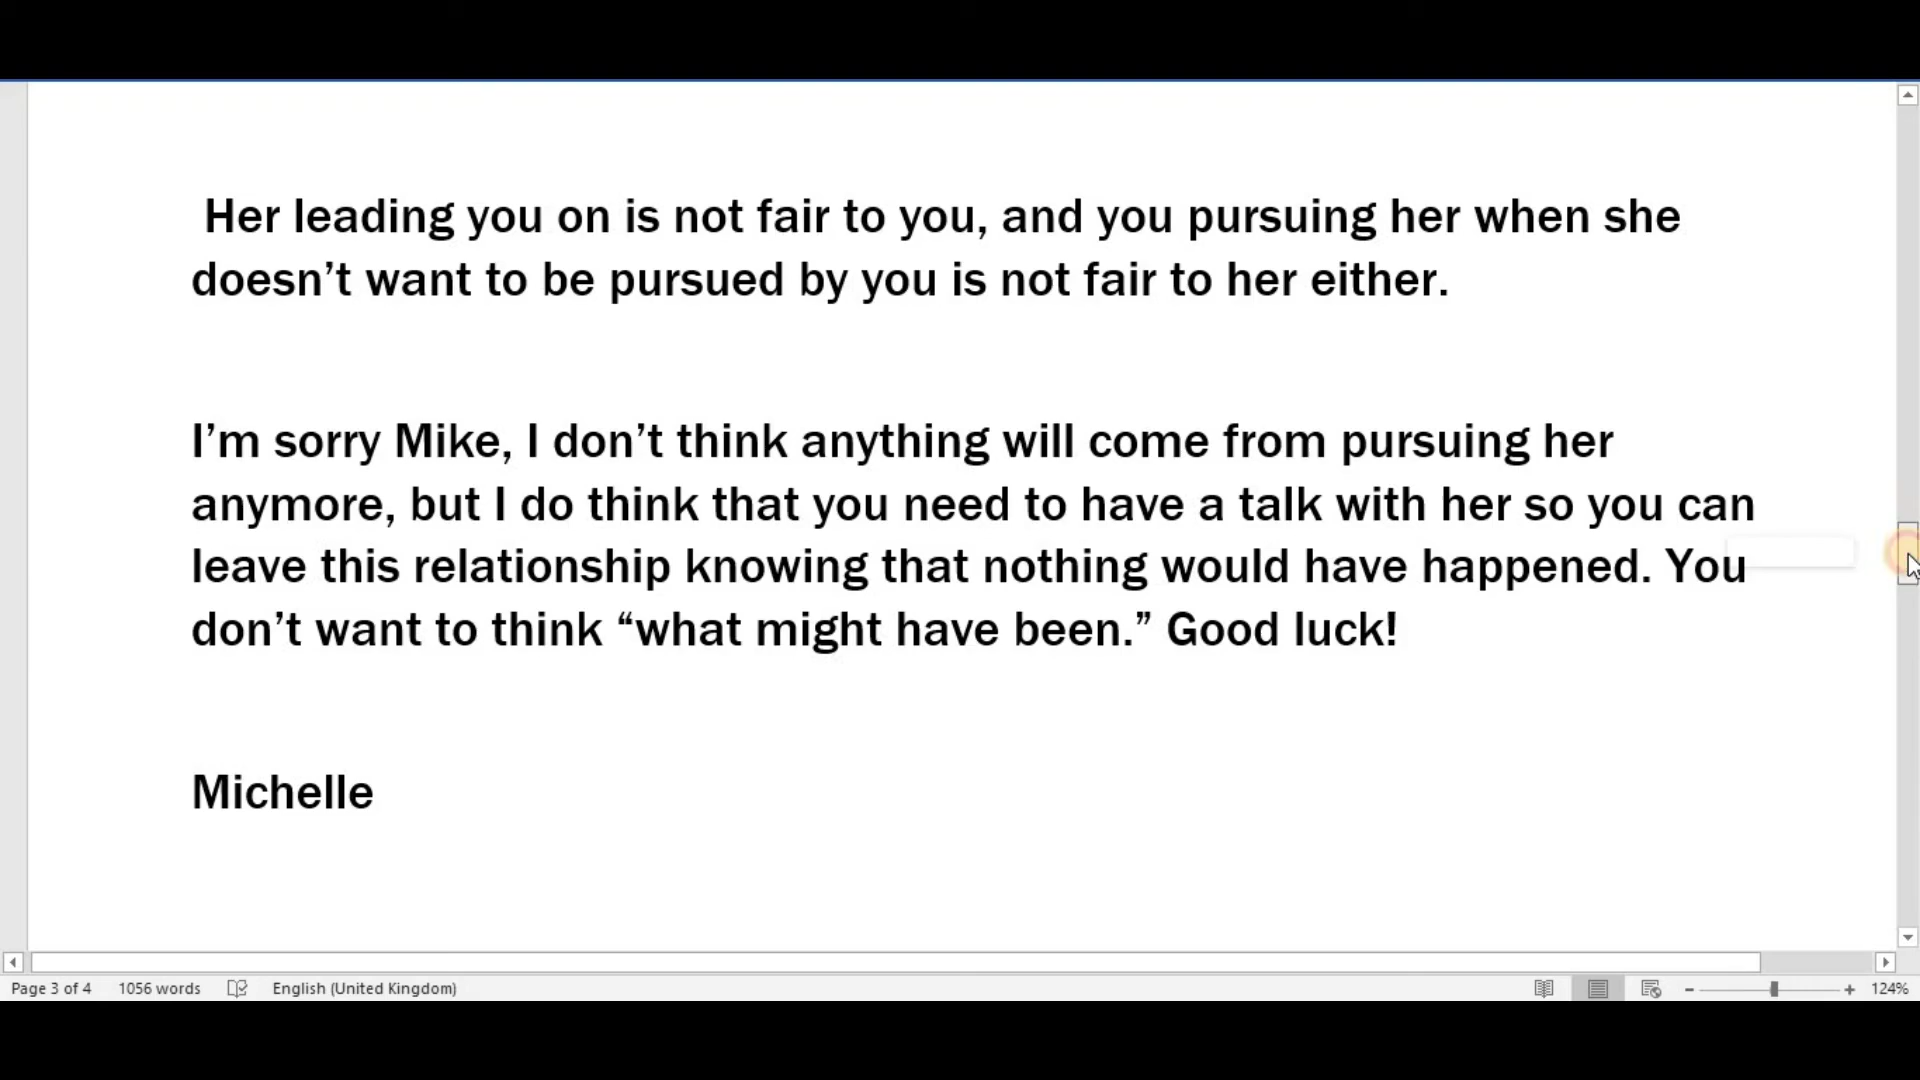 Her leading you on is not fair to you, and you pursuing her when she
doesn’t want to be pursued by you is not fair to her either.
I’m sorry Mike, I don’t think anything will come from pursuing her
anymore, but I do think that you need to have a talk with her so you can
leave this relationship knowing that nothing would have happened. You
don’t want to think “what might have been.” Good luck!
Michelle
Page 3 of 4 1056 words English (United Kingdom) 124%